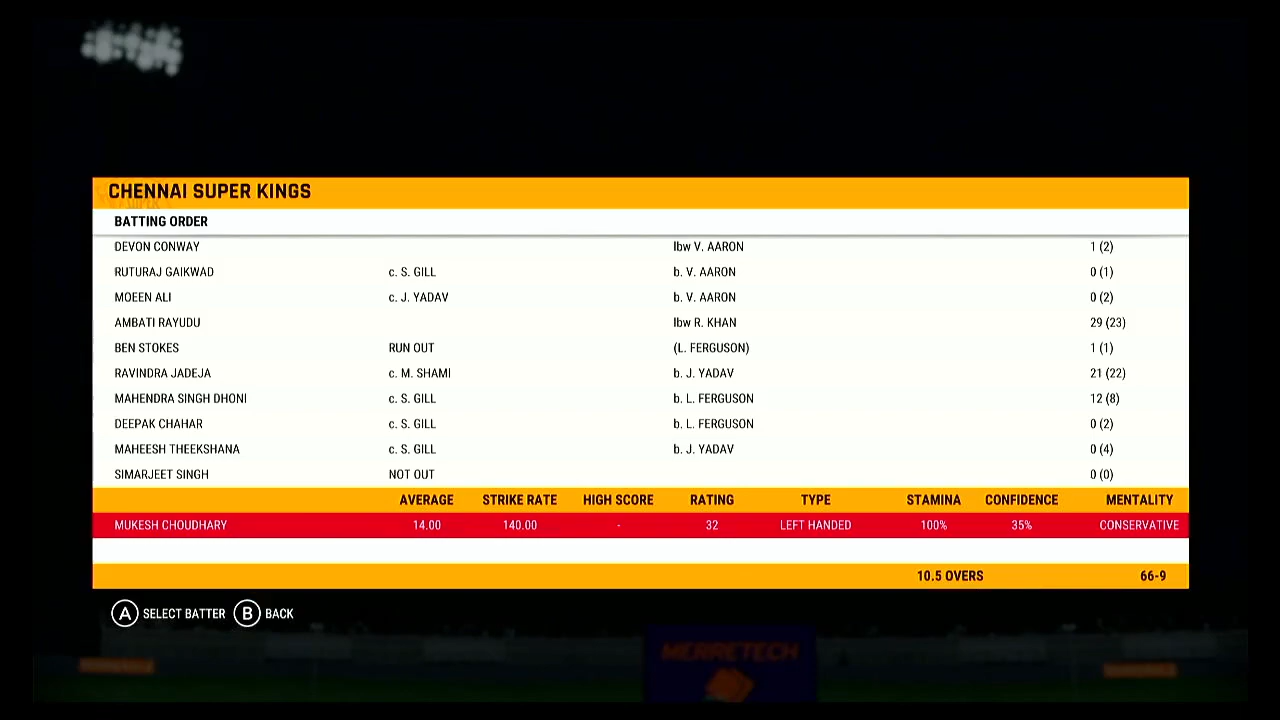 CHENNAI SUPER KINGS
BATTING ORDER
DEVON CONWAY lbw V. AARON 1 (2)
RUTURAJ GAIKWAD c. S. GILL b. V. AARON 0 (1)
MOEEN ALI c. J. YADAV b. V. AARON 0 (2)
AMBATI RAYUDU lbw R. KHAN 29 (23)
BEN STOKES RUN OUT (L. FERGUSON) 1 (1)
RAVINDRA JADEJA c. M. SHAMI b. J. YADAV 21 (22)
MAHENDRA SINGH DHONI c. S. GILL b. L. FERGUSON 12 (8)
DEEPAK CHAHAR c. S. GILL b. L. FERGUSON 0 (2)
MAHEESH THEEKSHANA c. S. GILL b. J. YADAV 0 (4)
SIMARJEET SINGH NOT OUT 0 (0)
AVERAGE STRIKE RATE HIGH SCORE RATING TYPE STAMINA CONFIDENCE MENTALITY
MUKESH CHOUDHARY 14.00 140.00 - 32 LEFT HANDED 100% 35% CONSERVATIVE
10.5 OVERS 66-9
A SELECT BATTER B BACK
MERRETECH